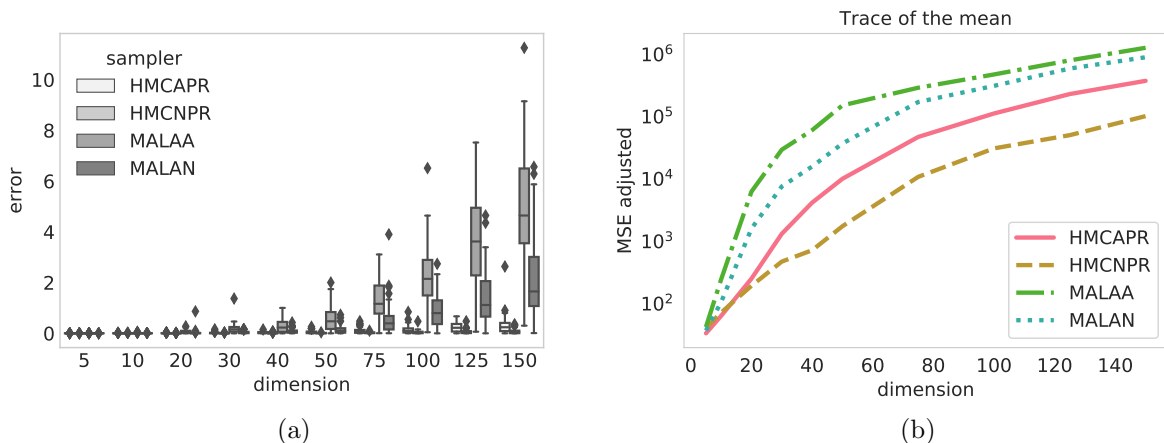 sampler
HMCAPR
HMCNPR
MALAA
MALAN
error
10
8
6
4
2
0
5 10 20 30 40 50 75 100 125 150
dimension
(a)
Trace of the mean
MSE adjusted
10^6
10^5
10^4
10^3
10^2
HMCAPR
HMCNPR
MALAA
MALAN
0 20 40 60 80 100 120 140
dimension
(b)